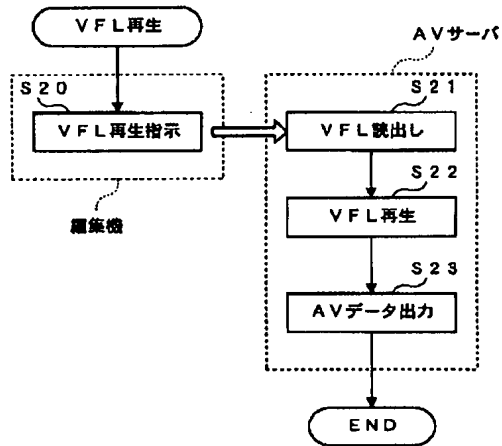 VFL再生
AVサーバ
S20
VFL再生指示
編集機
S21
VFL読出し
S22
VFL再生
S23
AVデータ出力
END